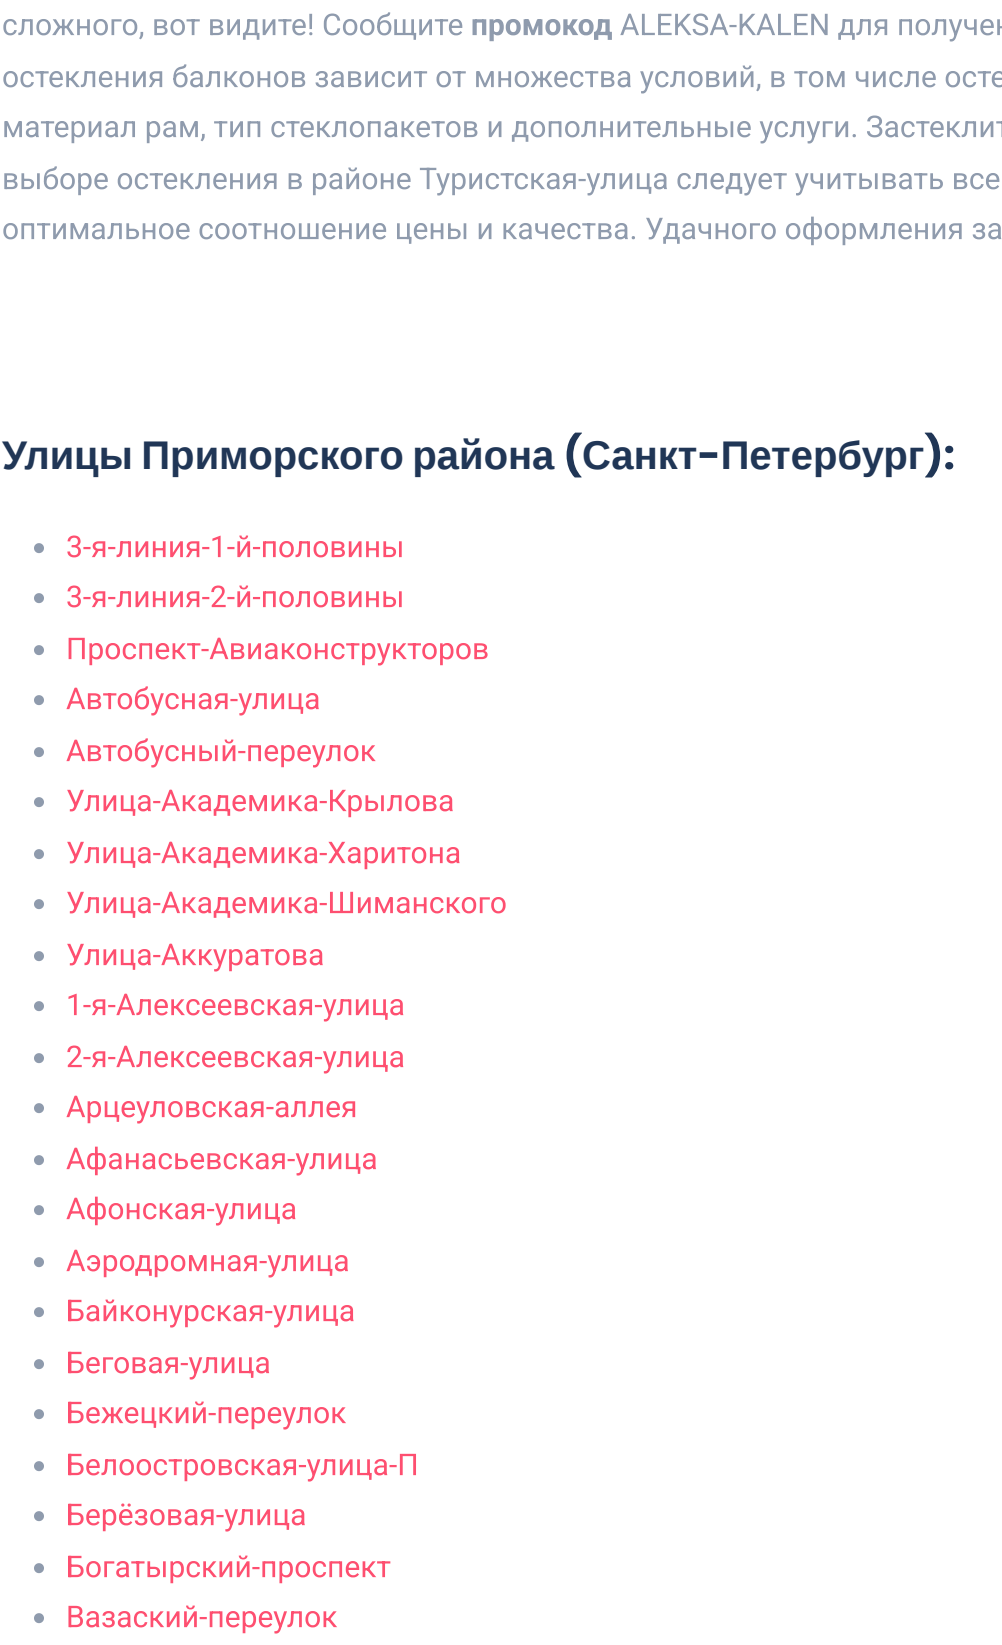 сложного, вот видите! Сообщите промокод ALEKSA-KALEN для
остекления балконов зависит от множества условий, в том числе
материал рам, тип стеклопакетов и дополнительные услуги.
выборе остекления в районе Туристская-улица следует учитывать все
оптимальное соотношение цены и качества. Удачного оформления
Улицы Приморского района (Санкт-Петербург):
3-я-линия-1-й-половины
3-я-линия-2-й-половины
Проспект-Авиаконструкторов
Автобусная-улица
Автобусный-переулок
Улица-Академика-Крылова
Улица-Академика-Харитона
Улица-Академика-Шиманского
Улица-Аккуратова
1-я-Алексеевская-улица
2-я-Алексеевская-улица
Арцеуловская-аллея
Афанасьевская-улица
Афонская-улица
Аэродромная-улица
Байконурская-улица
Беговая-улица
Бежецкий-переулок
Белоостровская-улица-П
Берёзовая-улица
Богатырский-проспект
Вазаский-переулок